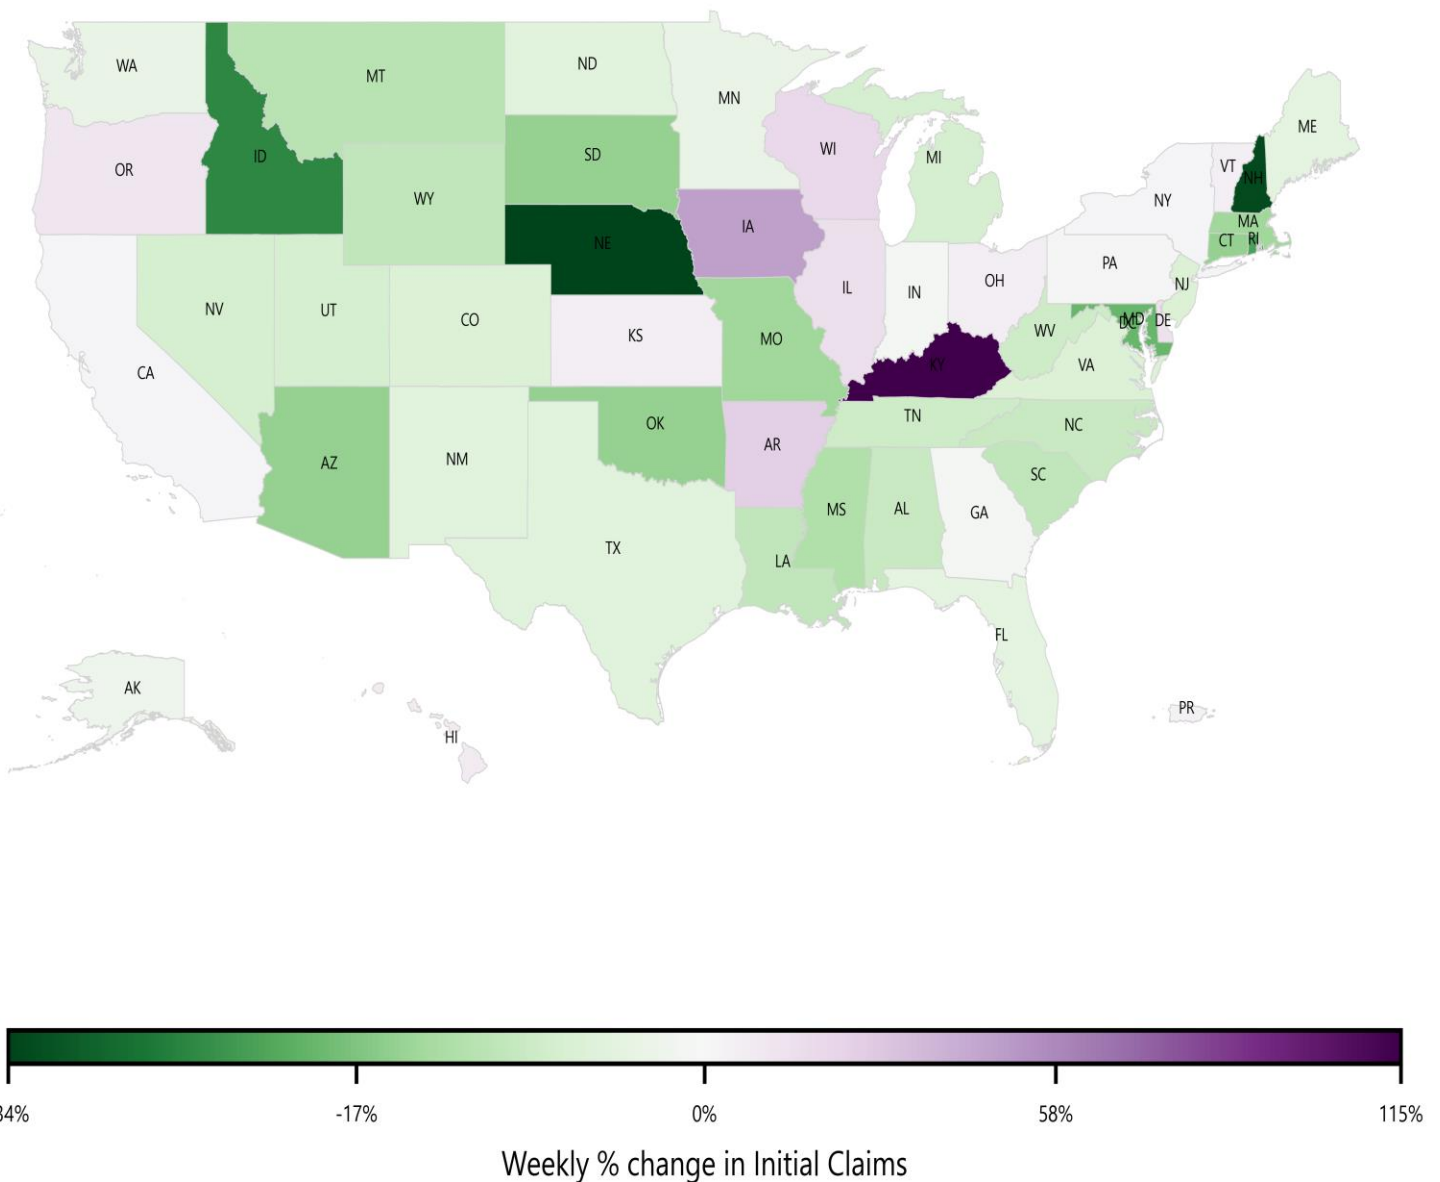 WA
MT
ND
MN
OR
ID
WY
SD
WI
MI
ME
VT
NH
NY
MA
CT
RI
NE
IA
IL
IN
OH
PA
NJ
NV
UT
CO
KS
MO
KY
WV
MD
DC
DE
VA
CA
AZ
NM
OK
AR
TN
NC
SC
MS
AL
GA
TX
LA
FL
AK
HI
PR
34% -17% 0% 58% 115%
Weekly % change in Initial Claims